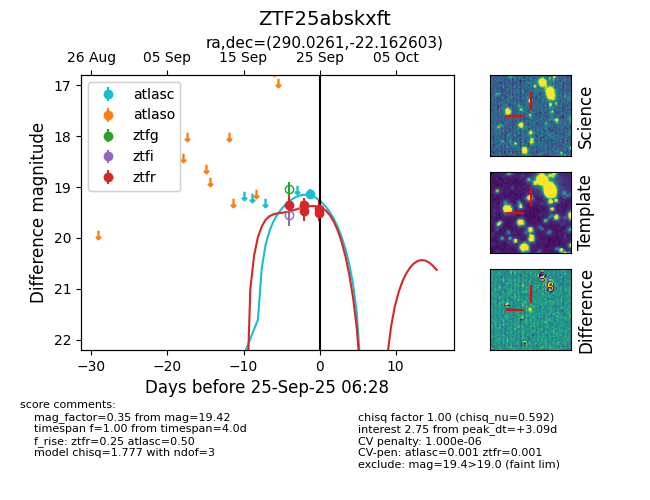 ZTF25abskxft
ra,dec=(290.0261,-22.162603)
26 Aug 05 Sep 15 Sep 25 Sep 05 Oct
17
18
19
20
21
22
Difference magnitude
atlasc
atlaso
ztfg
ztfi
ztfr
−30 −20 −10 0 10
Days before 25-Sep-25 06:28
Science
Template
Difference
score comments:
mag_factor=0.35 from mag=19.42
timespan f=1.00 from timespan=4.0d
f_rise: ztfr=0.25 atlasc=0.50
model chisq=1.777 with ndof=3
chisq factor 1.00 (chisq_nu=0.592)
interest 2.75 from peak_dt=+3.09d
CV penalty: 1.000e-06
CV-pen: atlasc=0.001 ztfr=0.001
exclude: mag=19.4>19.0 (faint lim)